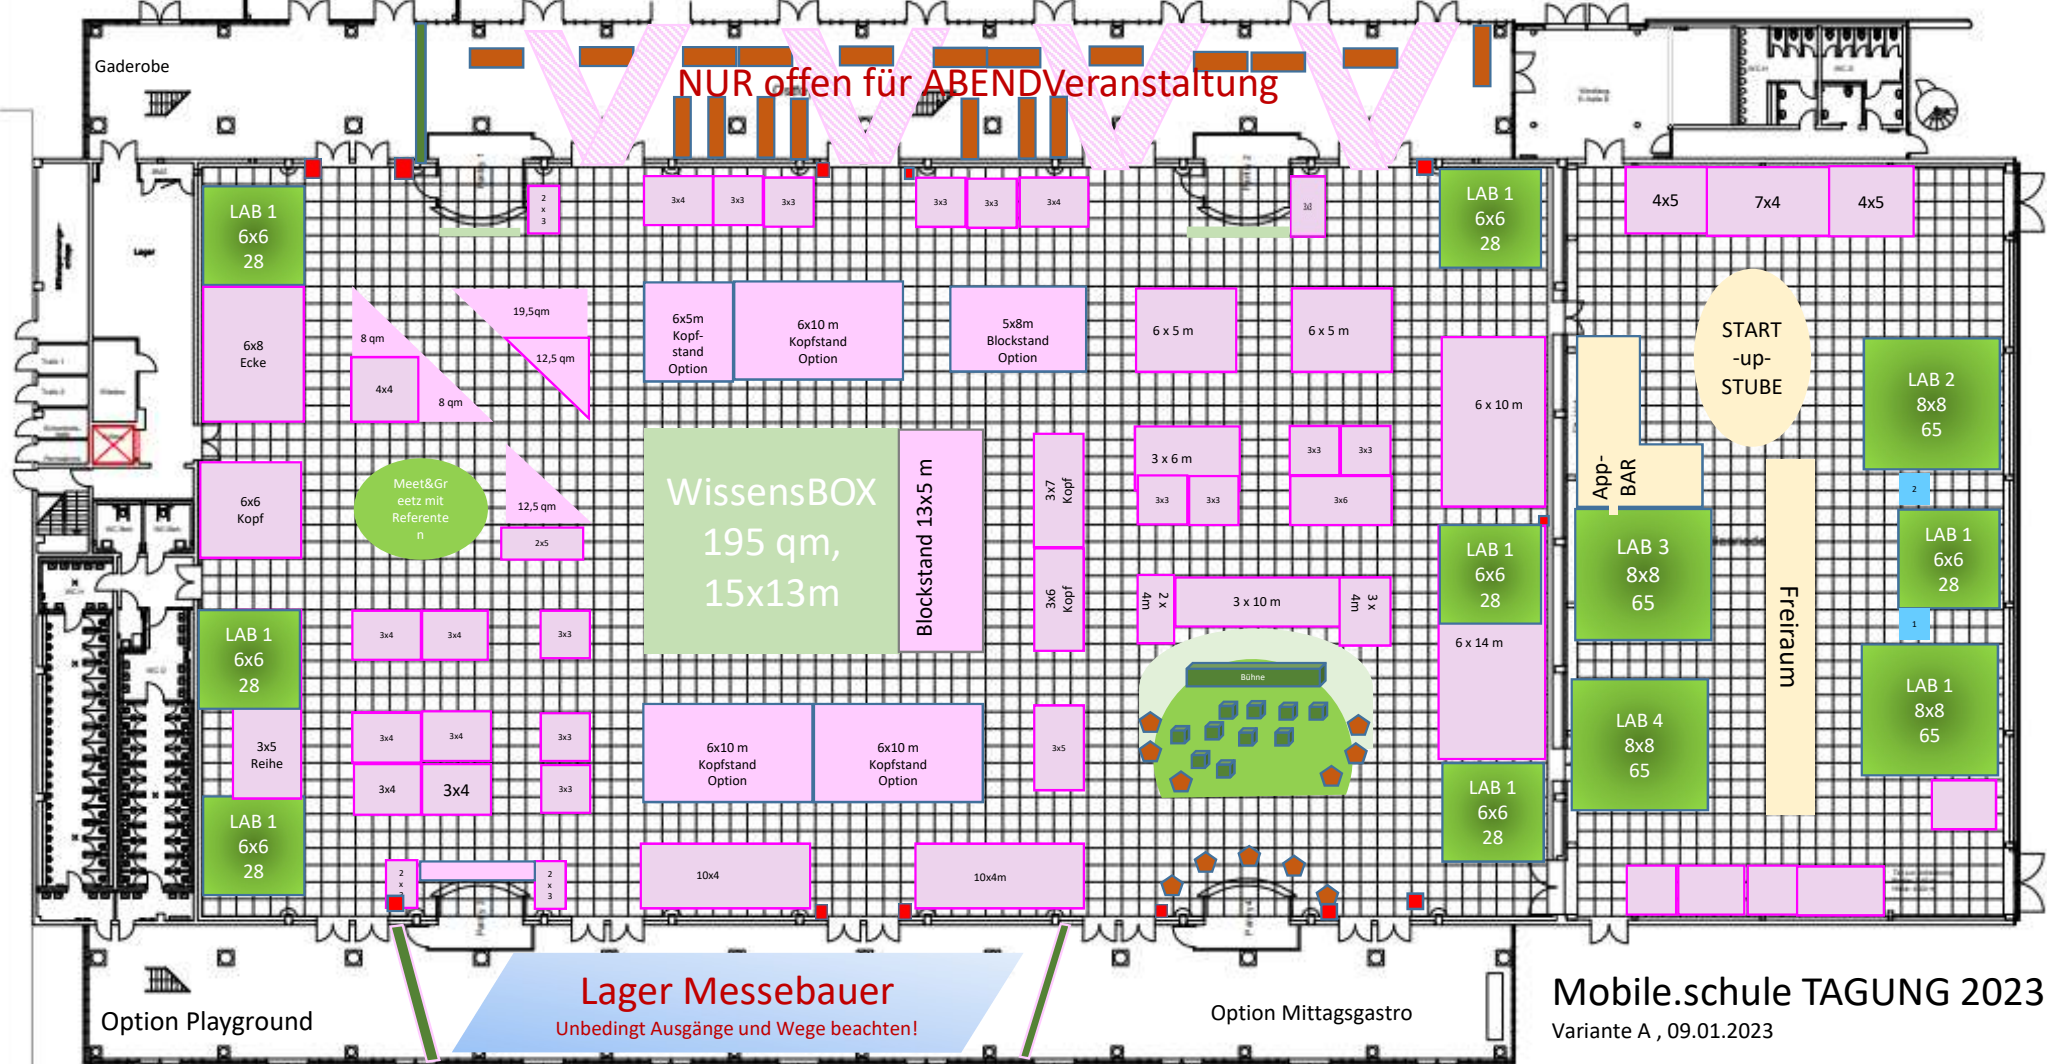 Gaderobe
NUR offen für ABENDVeranstaltung
LAB 1
6x6
28
2
x
3
3x4
3x3
3x3
3x3
3x3
3x4
LAB 1
6x6
28
4x5
7x4
4x5
Lager
6x8
Ecke
8 qm
4x4
8 qm
19,5qm
12,5 qm
6x5m
Kopf-
stand
Option
6x10 m
Kopfstand
Option
5x8m
Blockstand
Option
6 x 5 m
6 x 5 m
6 x 10 m
START
-up-
STUBE
LAB 2
8x8
65
App-
BAR
6x6
Kopf
Meet&Gr
eetz mit
Referente
n
12,5 qm
2x5
WissensBOX
195 qm,
15x13m
Blockstand 13x5 m
3x7
Kopf
3x6
Kopf
3 x 6 m
3x3
3x3
3x3
3x3
3x6
2
LAB 1
6x6
28
1
LAB 3
8x8
65
Freiraum
LAB 1
6x6
28
6 x 14 m
2 x
4m
3 x 10 m
3 x
4m
Bühne
LAB 1
6x6
28
3x4
3x4
3x3
3x5
Reihe
3x4
3x4
3x3
3x4
3x4
3x3
6x10 m
Kopfstand
Option
6x10 m
Kopfstand
Option
3x5
LAB 4
8x8
65
LAB 1
8x8
65
LAB 1
6x6
28
LAB 1
6x6
28
2
x
2
x
3
10x4
10x4m
Option Playground
Lager Messebauer
Unbedingt Ausgänge und Wege beachten!
Option Mittagsgastro
Mobile.schule TAGUNG 2023
Variante A , 09.01.2023